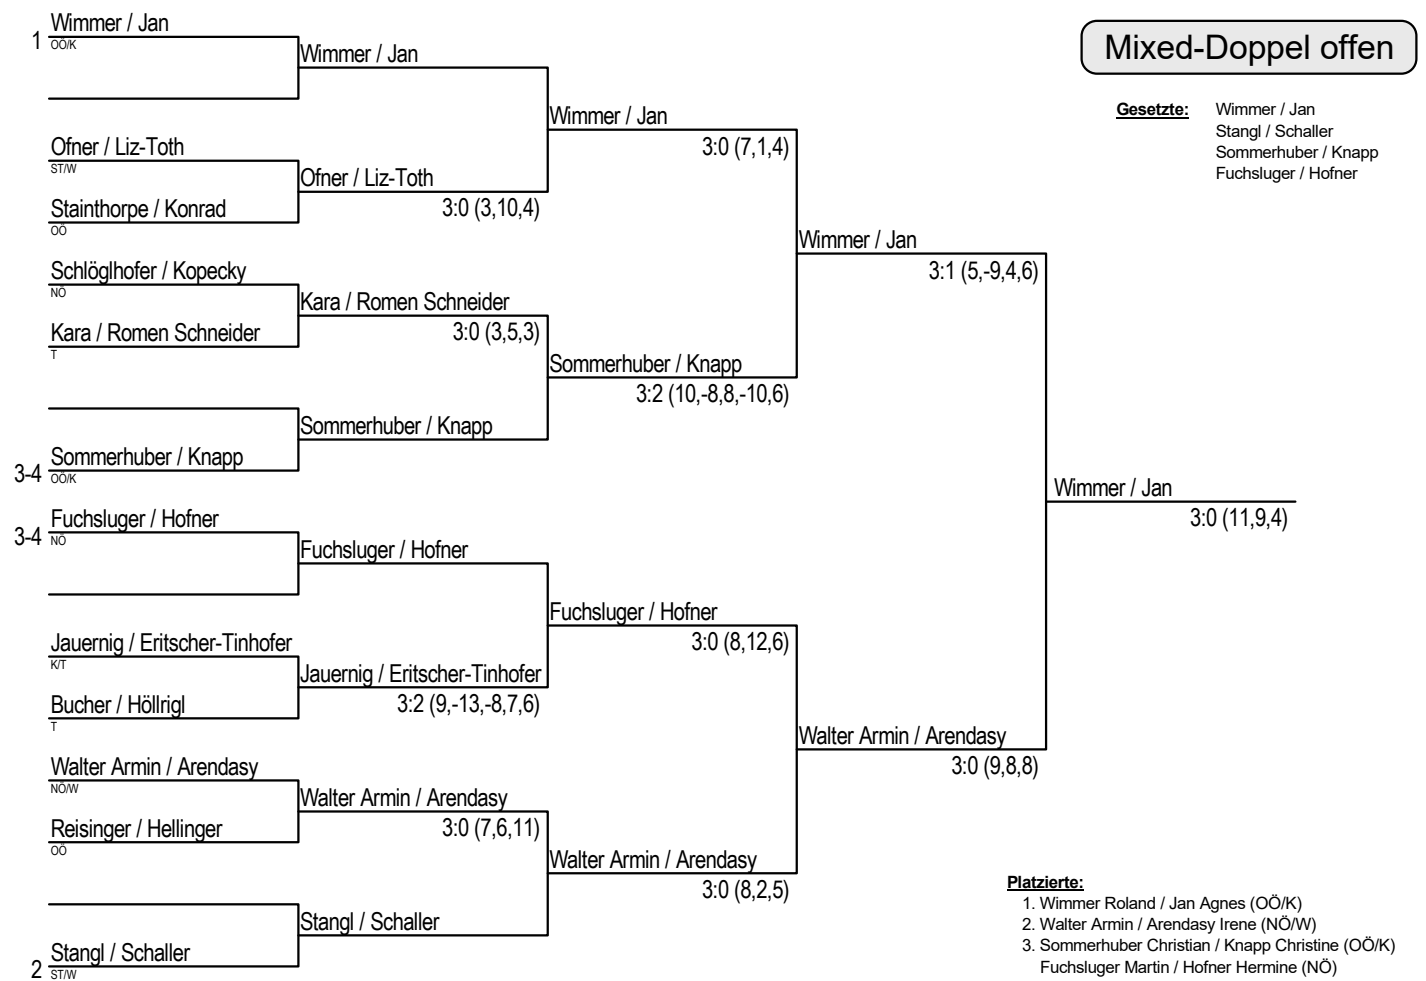 Mixed-Doppel offen
Gesetzte: Wimmer / Jan
Stangl / Schaller
Sommerhuber / Knapp
Fuchsluger / Hofner
1 Wimmer / Jan
OÖ/K
Ofner / Liz-Toth
ST/W
Stainthorpe / Konrad
OÖ
Schlöglhofer / Kopecky
NÖ
Kara / Romen Schneider
T
3-4 Sommerhuber / Knapp
OÖ/K
3-4 Fuchsluger / Hofner
NÖ
Jauernig / Eritscher-Tinhofer
K/T
Bucher / Höllrigl
T
Walter Armin / Arendasy
NÖ/W
Reisinger / Hellinger
OÖ
2 Stangl / Schaller
ST/W
Wimmer / Jan
Ofner / Liz-Toth
3:0 (3,10,4)
Kara / Romen Schneider
3:0 (3,5,3)
Sommerhuber / Knapp
Fuchsluger / Hofner
Jauernig / Eritscher-Tinhofer
3:2 (9,-13,-8,7,6)
Walter Armin / Arendasy
3:0 (7,6,11)
Stangl / Schaller
Wimmer / Jan
3:0 (7,1,4)
Sommerhuber / Knapp
3:2 (10,-8,8,-10,6)
Fuchsluger / Hofner
3:0 (8,12,6)
Walter Armin / Arendasy
3:0 (8,2,5)
Wimmer / Jan
3:1 (5,-9,4,6)
Walter Armin / Arendasy
3:0 (9,8,8)
Wimmer / Jan
3:0 (11,9,4)
Platzierte:
1. Wimmer Roland / Jan Agnes (OÖ/K)
2. Walter Armin / Arendasy Irene (NÖ/W)
3. Sommerhuber Christian / Knapp Christine (OÖ/K)
Fuchsluger Martin / Hofner Hermine (NÖ)